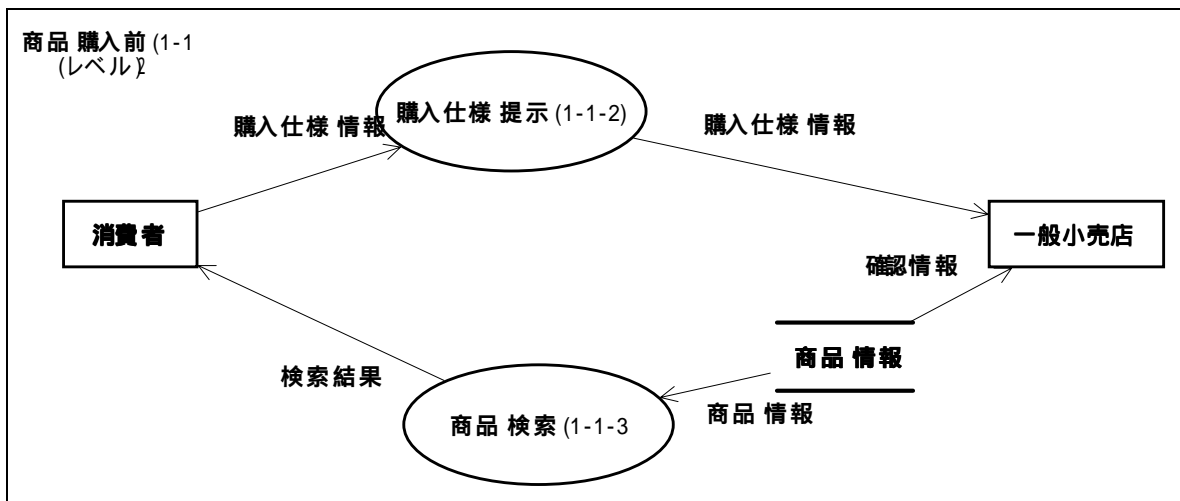 商品購入前(1-1
(レベル)2
購入仕様提示(1-1-2)
購入仕様情報
購入仕様情報
消費者
一般小売店
確認情報
商品情報
検索結果
商品情報
商品検索(1-1-3